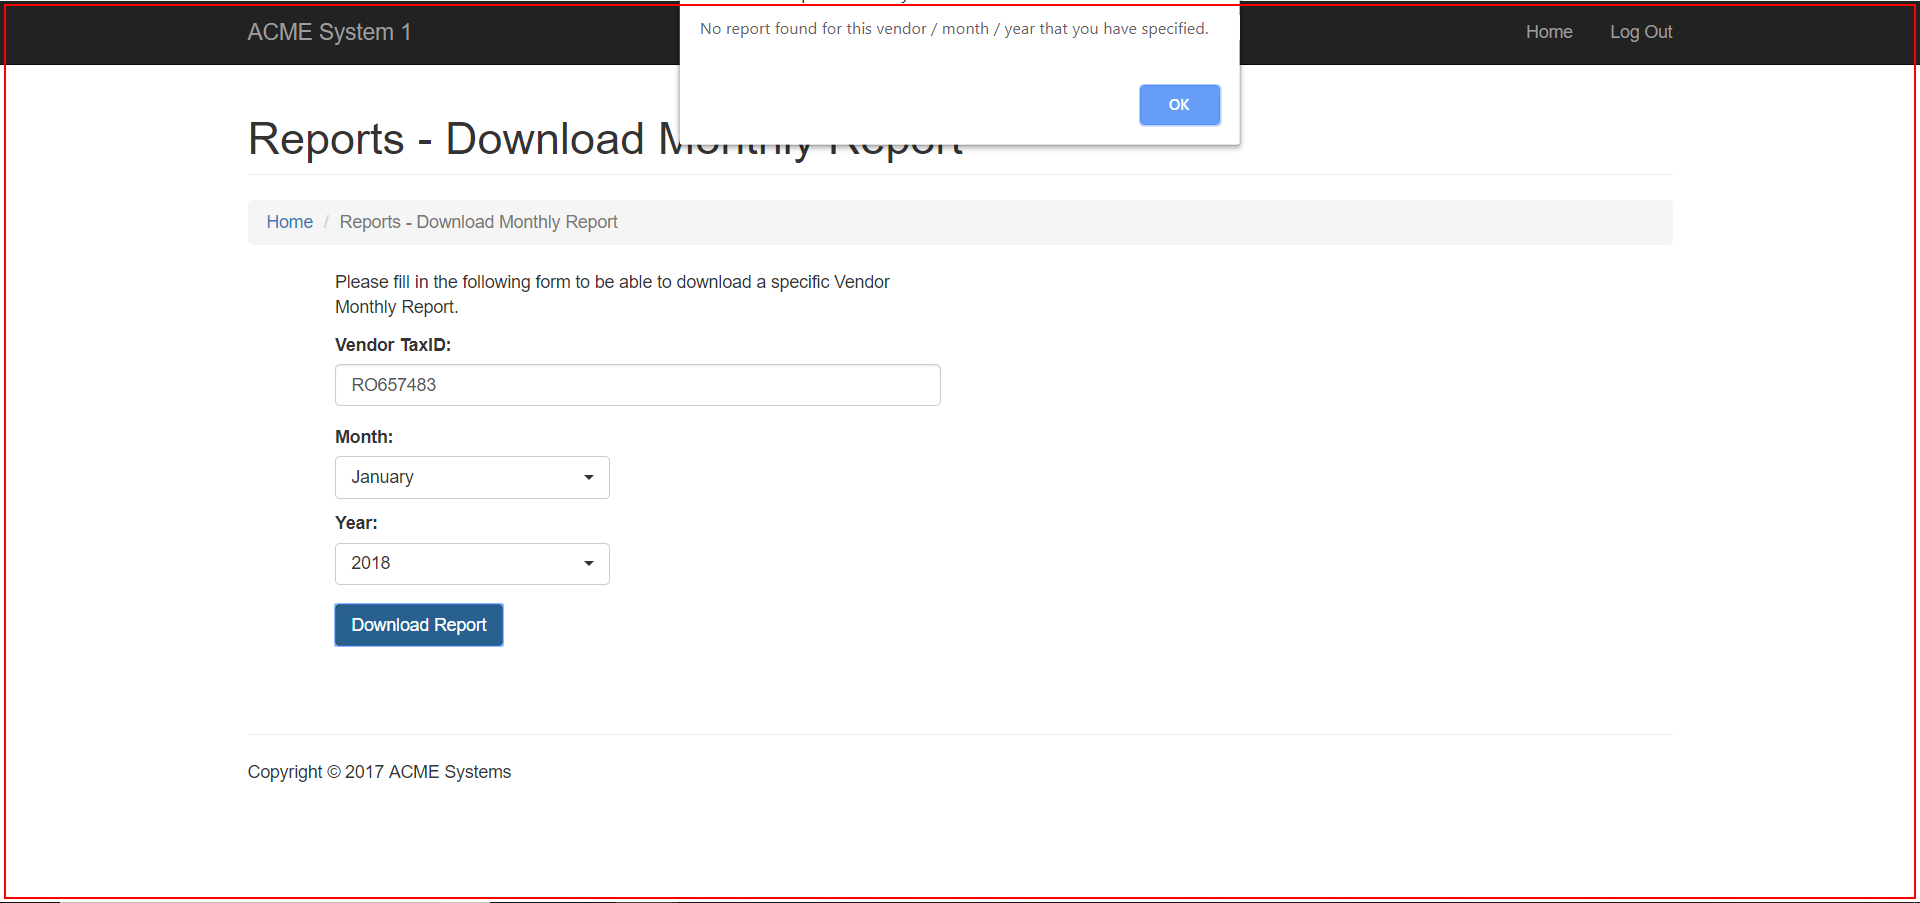 ACME System 1
No report found for this vendor / month / year that you have specified.
Home
Log Out
OK
Reports - Download Monthly Report
Home / Reports - Download Monthly Report
Please fill in the following form to be able to download a specific Vendor
Monthly Report.
Vendor TaxID:
RO657483
Month:
January
Year:
2018
Download Report
Copyright © 2017 ACME Systems